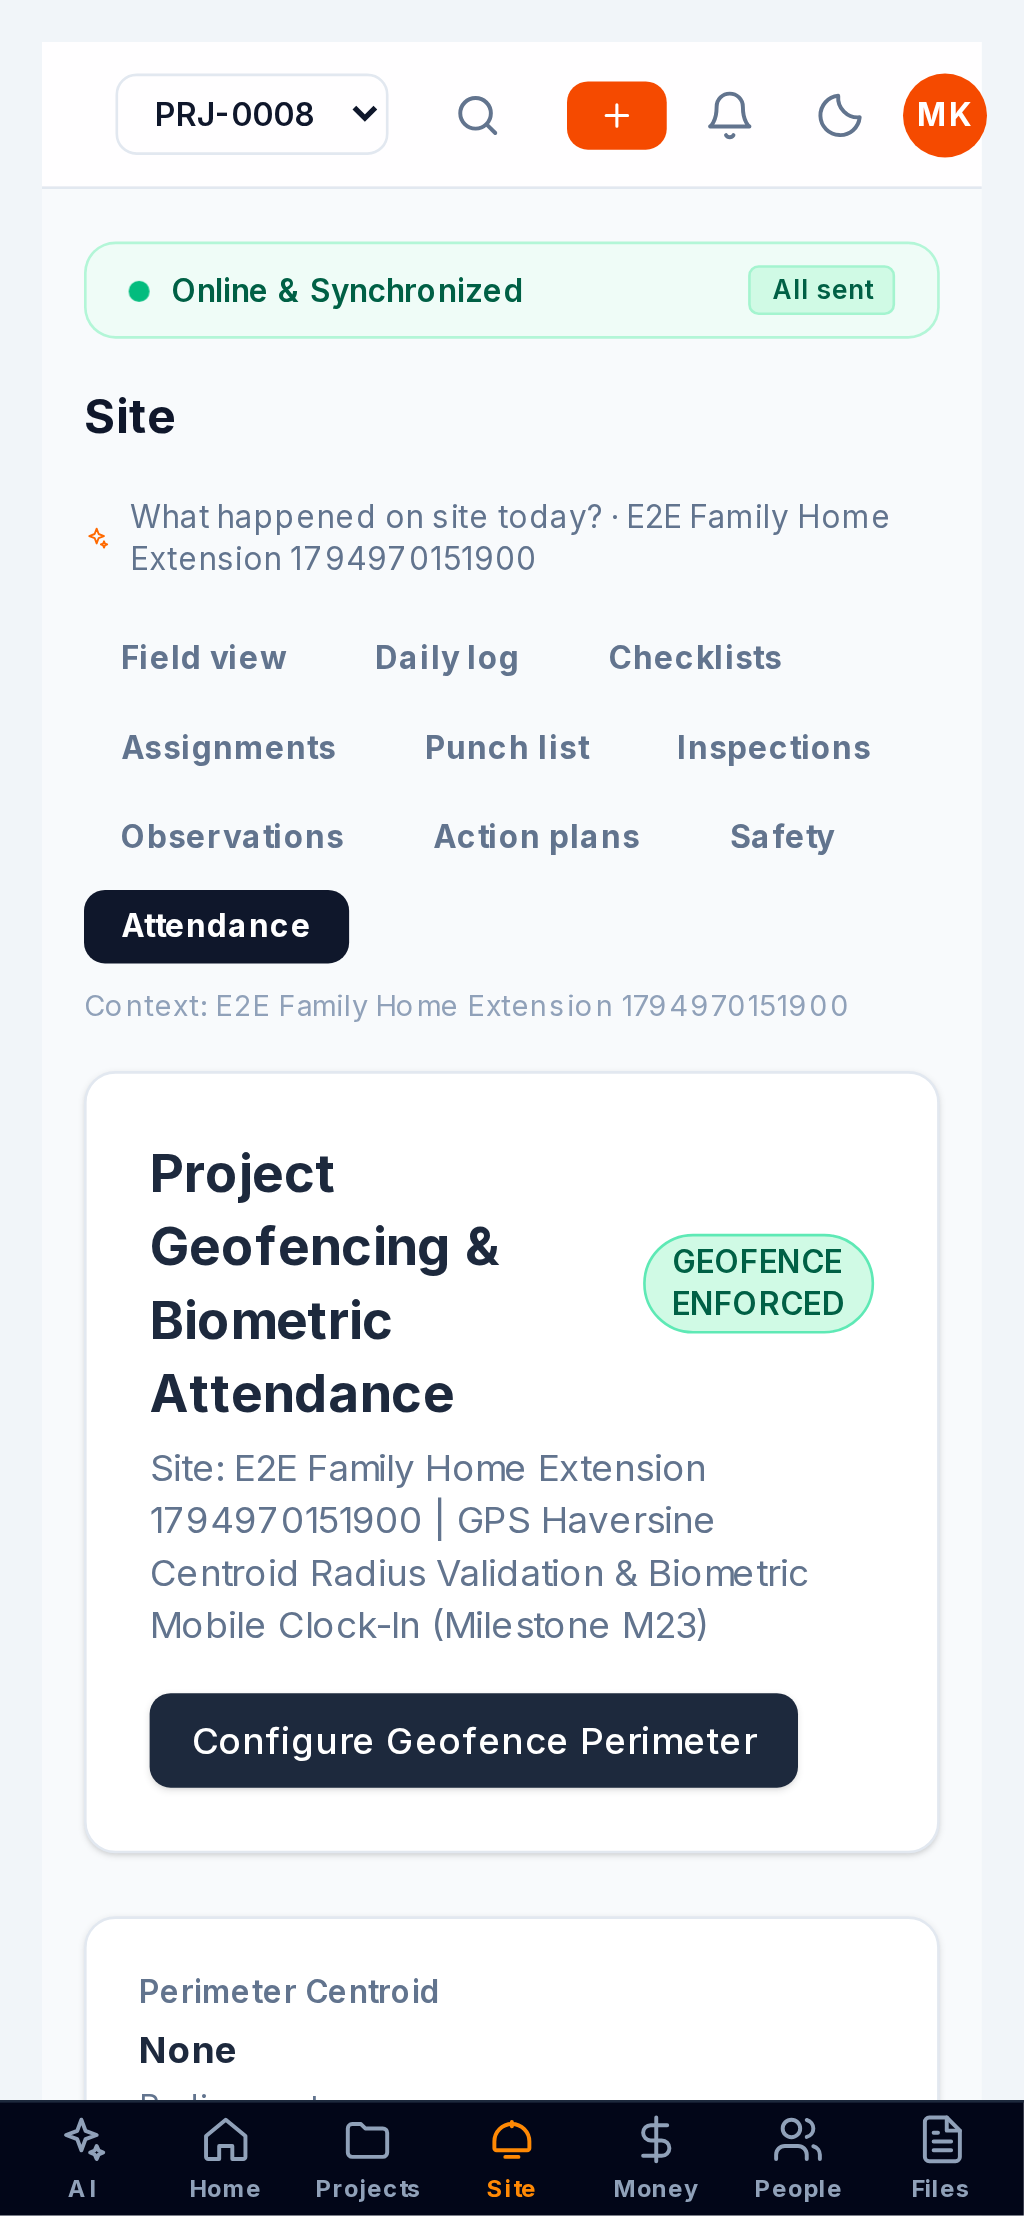 PRJ-0008
MK
Online & Synchronized
All sent
Site
What happened on site today? · E2E Family Home
Extension 1794970151900
Field view Daily log Checklists
Assignments Punch list Inspections
Observations Action plans Safety
Attendance
Context: E2E Family Home Extension 1794970151900
Project
Geofencing &
Biometric
Attendance
GEOFENCE
ENFORCED
Site: E2E Family Home Extension
1794970151900 | GPS Haversine
Centroid Radius Validation & Biometric
Mobile Clock-In (Milestone M23)
Configure Geofence Perimeter
Perimeter Centroid
None
AI Home Projects Site Money People Files